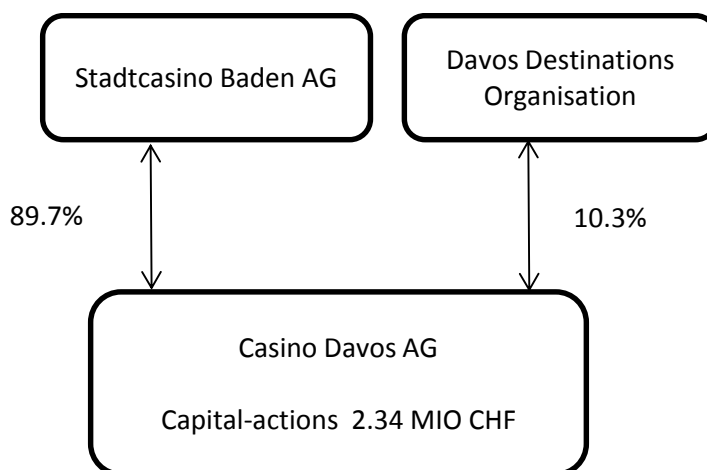 Stadtcasino Baden AG
Davos Destinations
Organisation
89.7%
10.3%
Casino Davos AG
Capital-actions 2.34 MIO CHF